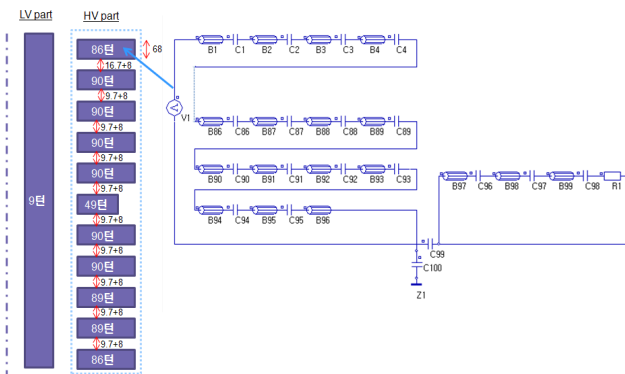 LV part
HV part
9턴
86턴
68
16.7+8
90턴
9.7+8
90턴
9.7+8
90턴
9.7+8
90턴
9.7+8
49턴
9.7+8
90턴
9.7+8
90턴
9.7+8
89턴
9.7+8
89턴
9.7+8
86턴
V1
B1 C1 B2 C2 B3 C3 B4 C4
B86 C86 B87 C87 B88 C88 B89 C89
B90 C90 B91 C91 B92 C92 B93 C93
B94 C94 B95 C95 B96
B97 C96 B98 C97 B99 C98 R1
C99
C100
Z1